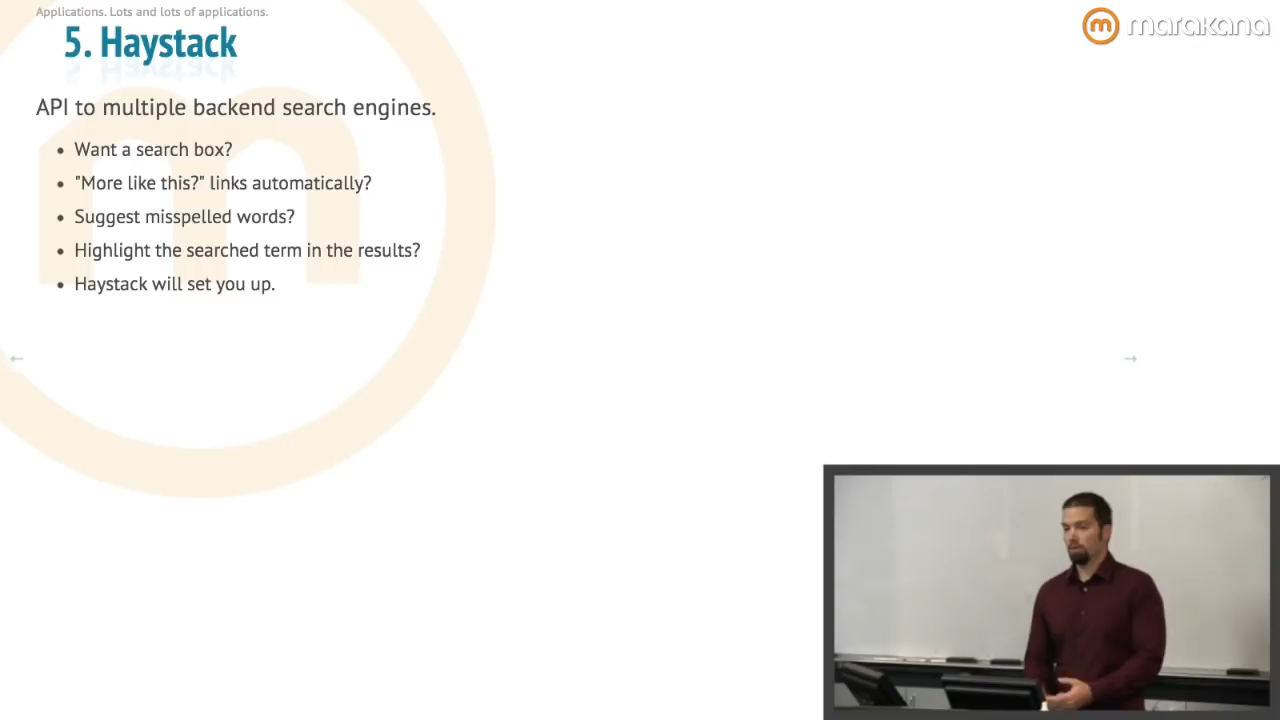 Applications. Lots and lots of applications.
5. Haystack
marakana
API to multiple backend search engines.
Want a search box?
"More like this?" links automatically?
Suggest misspelled words?
Highlight the searched term in the results?
Haystack will set you up.